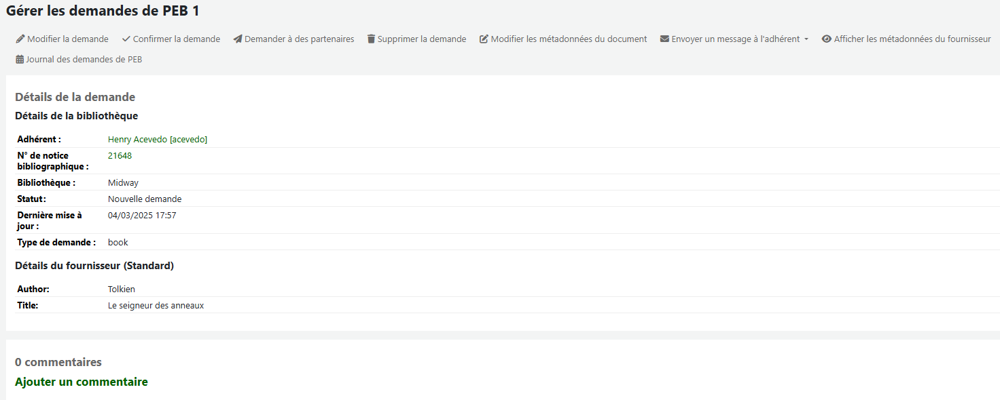 Gérer les demandes de PEB 1
Modifier la demande Confirmer la demande Demander à des partenaires Supprimer la demande Modifier les métadonnées du document Envoyer un message à l'adhérent Afficher les métadonnées du fournisseur
Journal des demandes de PEB
Détails de la demande
Détails de la bibliothèque
Adhérent : Henry Acevedo [acevedo]
N° de notice bibliographique : 21648
Bibliothèque : Midway
Statut : Nouvelle demande
Dernière mise à jour : 04/03/2025 17:57
Type de demande : book
Détails du fournisseur (Standard)
Author: Tolkien
Title: Le seigneur des anneaux
0 commentaires
Ajouter un commentaire